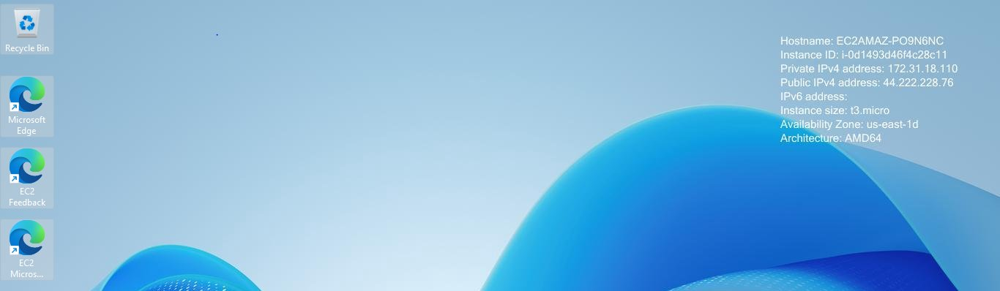 Recycle Bin
Microsoft
Edge
EC2
Feedback
EC2
Micros...
Hostname: EC2AMAZ-PO9N6NC
Instance ID: i-0d1493d46f4c28c11
Private IPv4 address: 172.31.18.110
Public IPv4 address: 44.222.228.76
IPv6 address:
Instance size: t3.micro
Availability Zone: us-east-1d
Architecture: AMD64